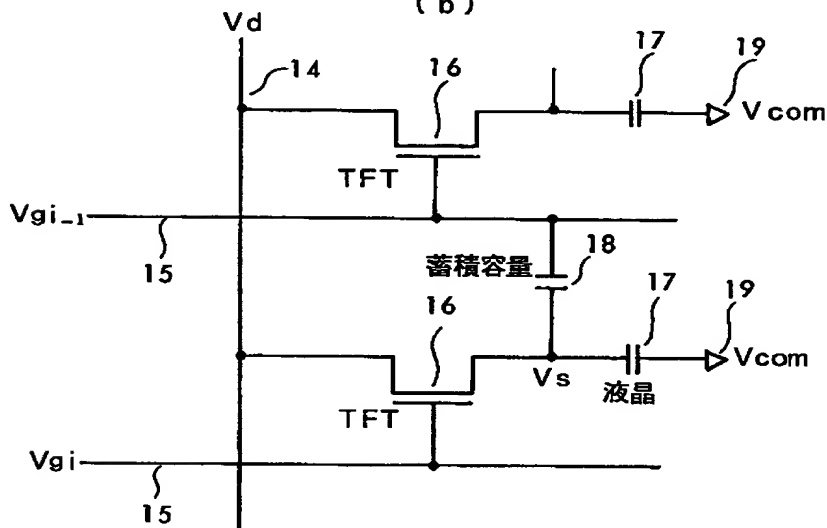 (b)
Vd
14
16
17
19
Vcom
TFT
Vgi-1
15
蓄積容量
18
16
17
19
Vs
Vcom
液晶
TFT
Vgi
15